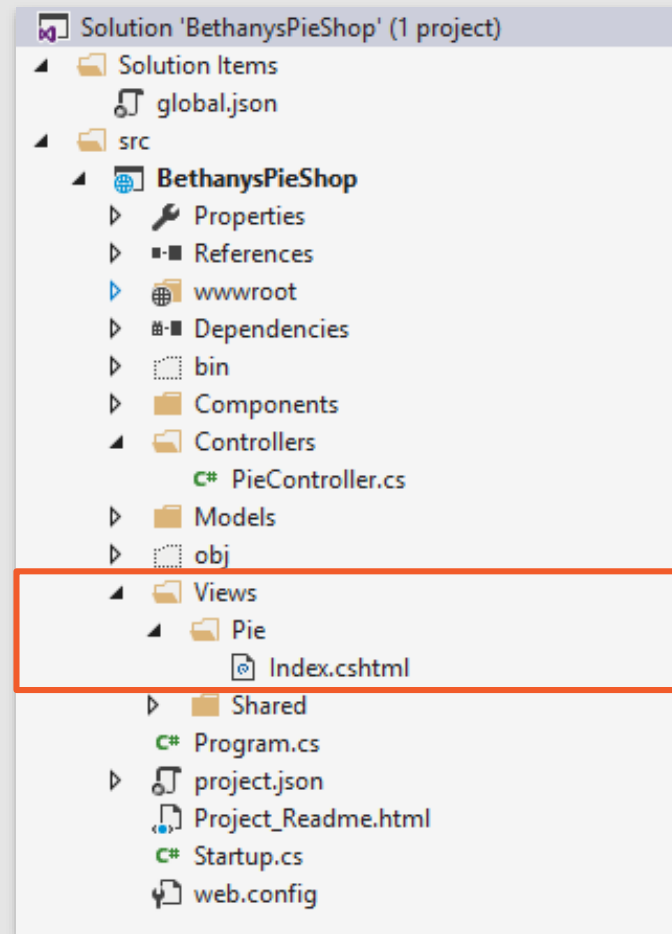 Solution 'BethanysPieShop' (1 project)
Solution Items
global.json
src
BethanysPieShop
Properties
References
wwwroot
Dependencies
bin
Components
Controllers
C# PieController.cs
Models
obj
Views
Pie
Index.cshtml
Shared
C# Program.cs
project.json
Project_Readme.html
C# Startup.cs
web.config